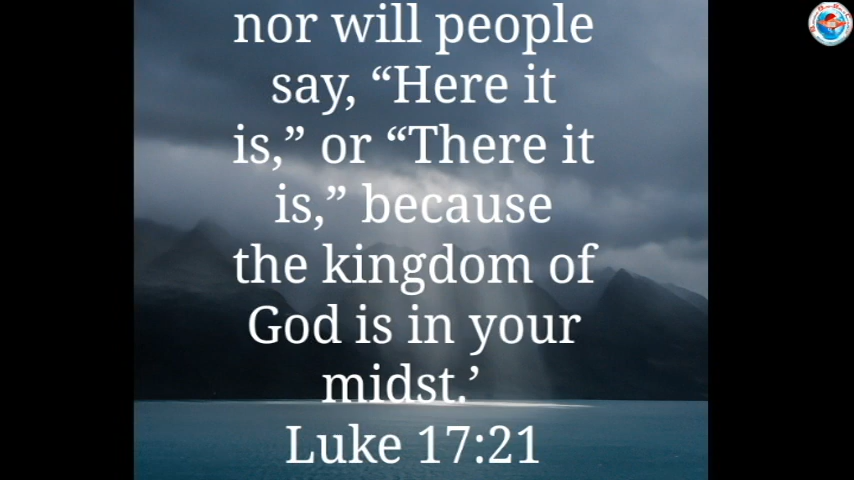 nor will people
say, “Here it
is,” or “There it
is,” because
the kingdom of
God is in your
midst.’
Luke 17:21